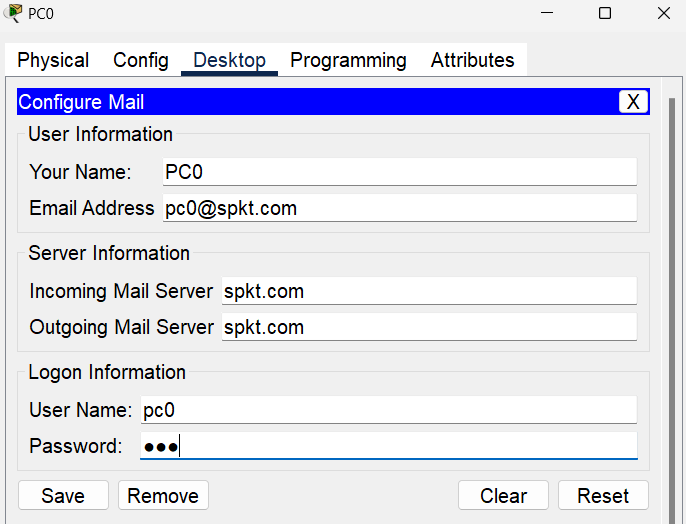 PC0
Physical Config Desktop Programming Attributes
Configure Mail X
User Information
Your Name: PC0
Email Address pc0@spkt.com
Server Information
Incoming Mail Server spkt.com
Outgoing Mail Server spkt.com
Logon Information
User Name: pc0
Password: ●●●
Save Remove Clear Reset